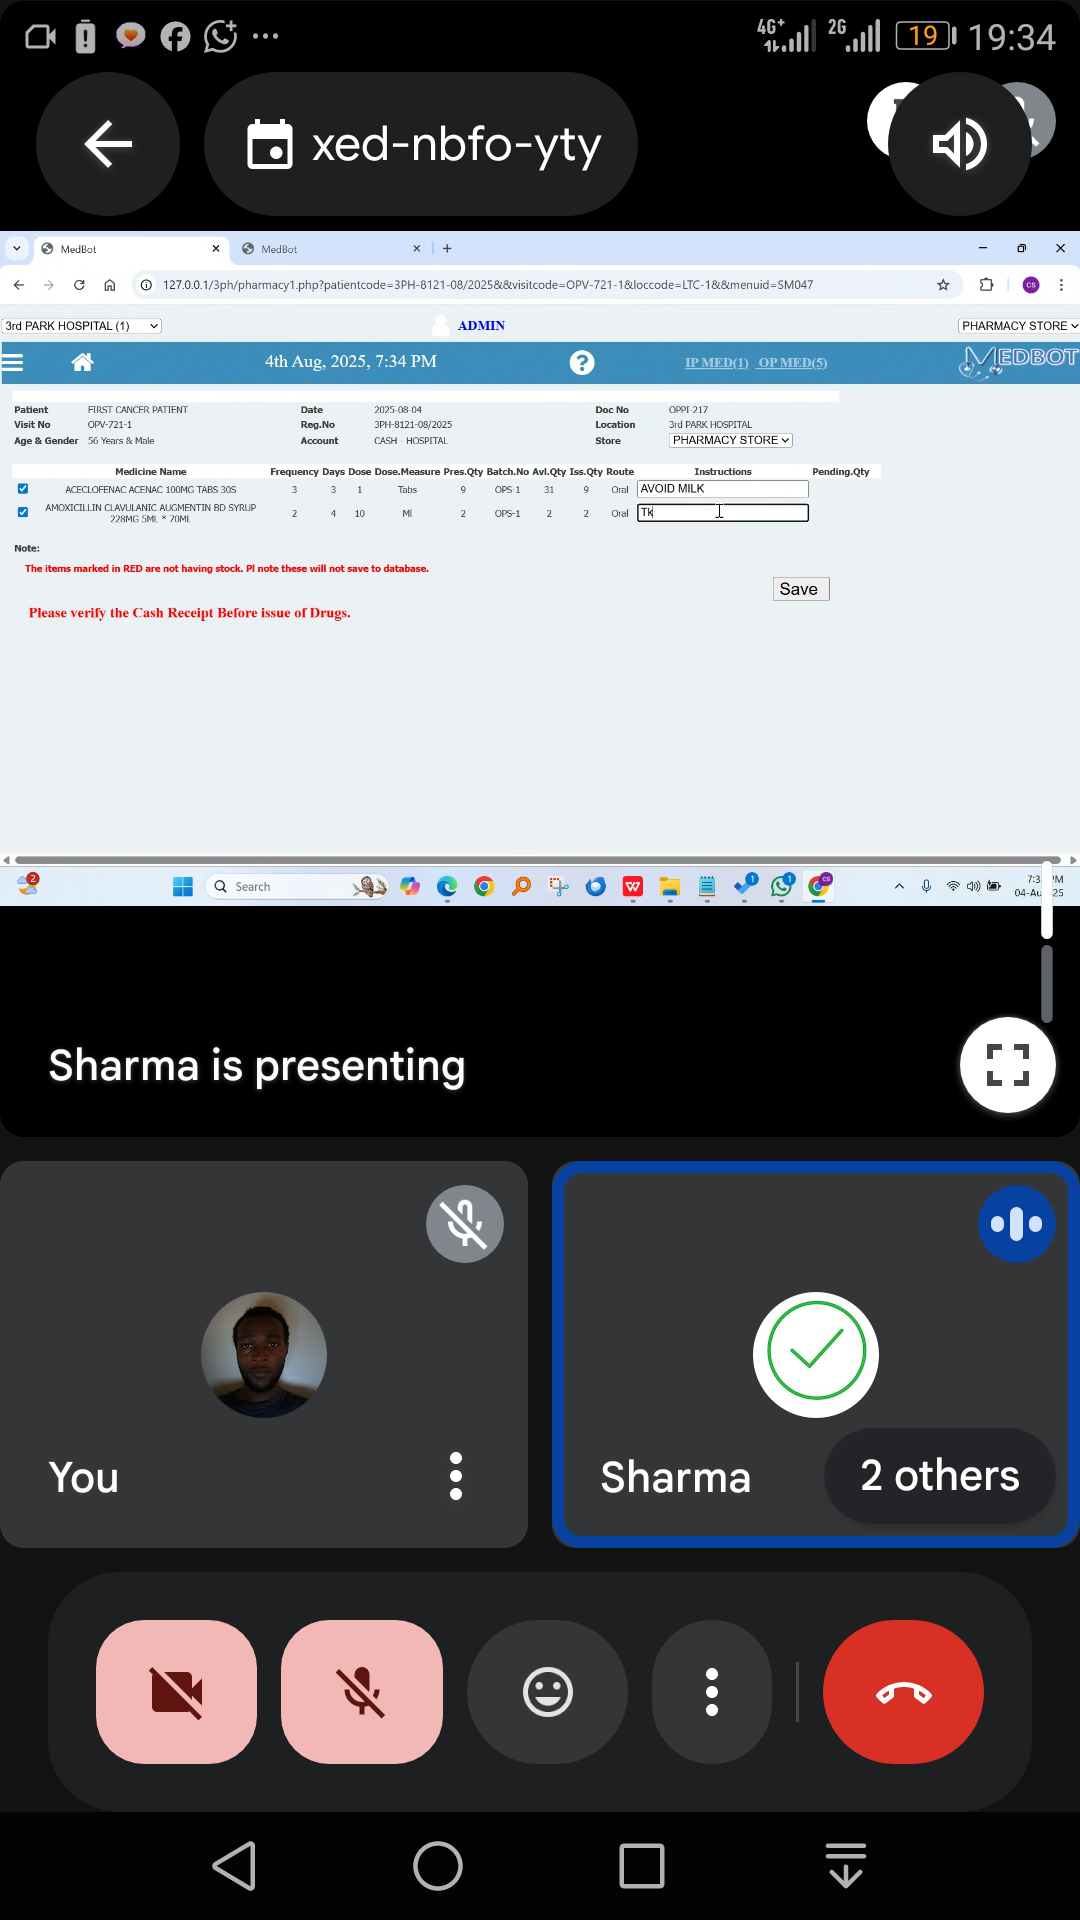 4G+ 2G 19 19:34
xed-nbfo-yty
MedBot MedBot
127.0.0.1/3ph/pharmacy1.php?patientcode=3PH-8121-08/2025&&visitcode=OPV-721-1&loccode=LTC-1&&menuid=SM047
CS
3rd PARK HOSPITAL (1) ADMIN PHARMACY STORE
4th Aug, 2025, 7:34 PM ? IP MED(1) OP MED(5) MEDBOT
Patient FIRST CANCER PATIENT Date 2025-08-04 Doc No OPPI-217
Visit No OPV-721-1 Reg.No 3PH-8121-08/2025 Location 3rd PARK HOSPITAL
Age & Gender 56 Years & Male Account CASH - HOSPITAL Store PHARMACY STORE
Medicine Name Frequency Days Dose Dose.Measure Pres.Qty Batch.No Avl.Qty Iss.Qty Route Instructions Pending.Qty
ACECLOFENAC ACENAC 100MG TABS 30S 3 3 1 Tabs 9 OPS-1 31 9 Oral AVOID MILK
AMOXICILLIN CLAVULANIC AUGMENTIN BD SYRUP 228MG 5ML * 70ML 2 4 10 Ml 2 OPS-1 2 2 Oral Tk
Note:
The items marked in RED are not having stock. Pl note these will not save to database.
Save
Please verify the Cash Receipt Before issue of Drugs.
2 Search 1 1 CS
04-Au
Sharma is presenting
You
Sharma
2 others